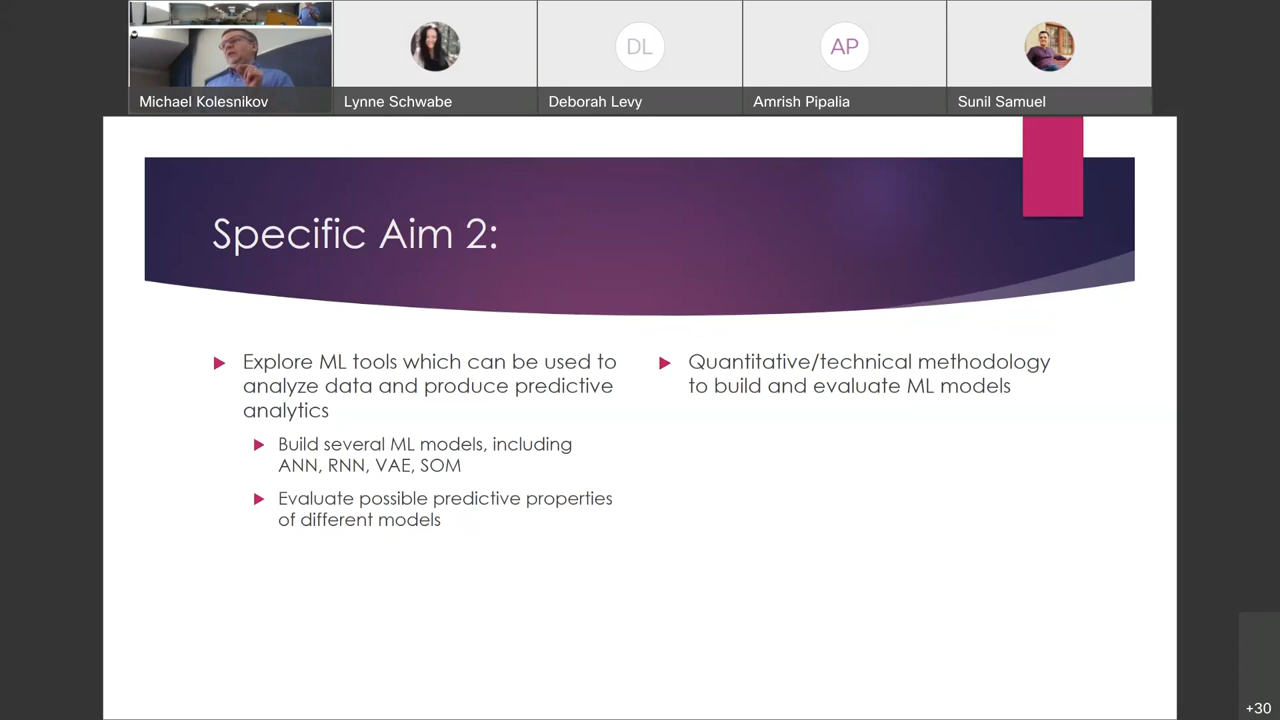 Michael Kolesnikov
Lynne Schwabe
DL
Deborah Levy
AP
Amrish Pipalia
Sunil Samuel
Specific Aim 2:
Explore ML tools which can be used to
analyze data and produce predictive
analytics
Build several ML models, including
ANN, RNN, VAE, SOM
Evaluate possible predictive properties
of different models
Quantitative/technical methodology
to build and evaluate ML models
+30